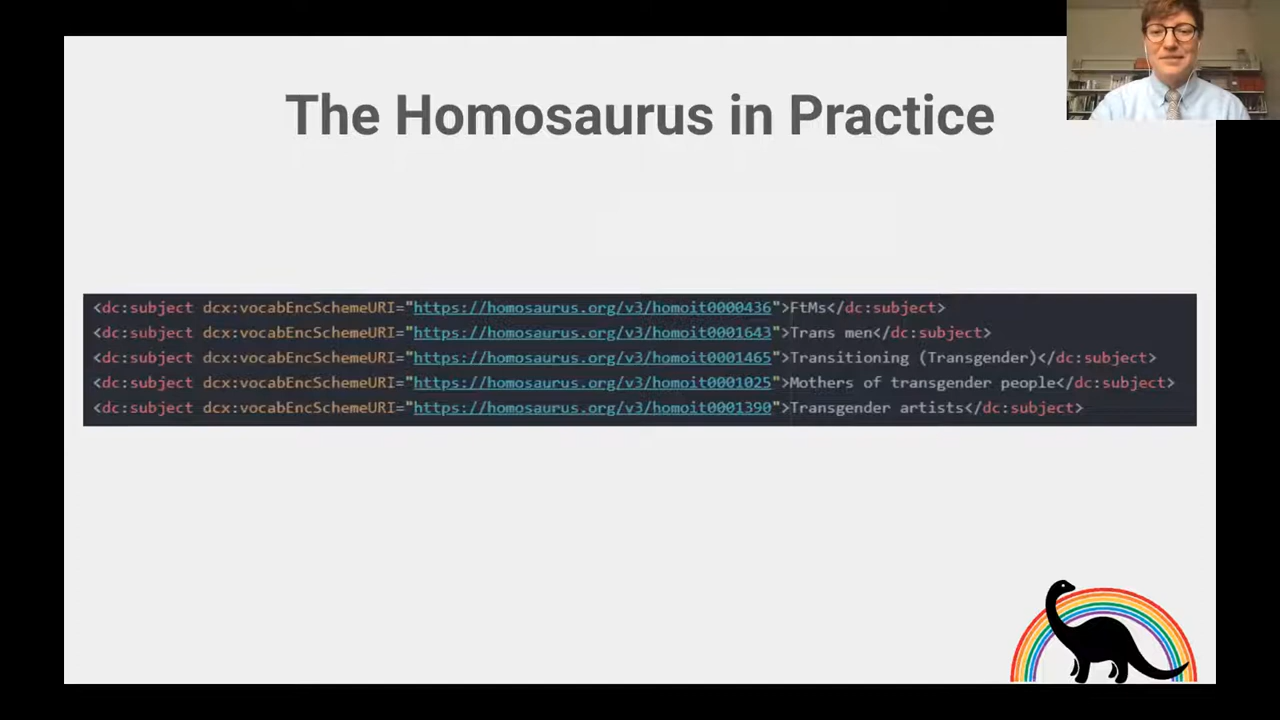 The Homosaurus in Practice
<dc:subject dcx:vocabEncSchemeURI="https://homosaurus.org/v3/homoit0000436">FtMs</dc:subject>
<dc:subject dcx:vocabEncSchemeURI="https://homosaurus.org/v3/homoit0001643">Trans men</dc:subject>
<dc:subject dcx:vocabEncSchemeURI="https://homosaurus.org/v3/homoit0001465">Transitioning (Transgender)</dc:subject>
<dc:subject dcx:vocabEncSchemeURI="https://homosaurus.org/v3/homoit0001025">Mothers of transgender people</dc:subject>
<dc:subject dcx:vocabEncSchemeURI="https://homosaurus.org/v3/homoit0001390">Transgender artists</dc:subject>